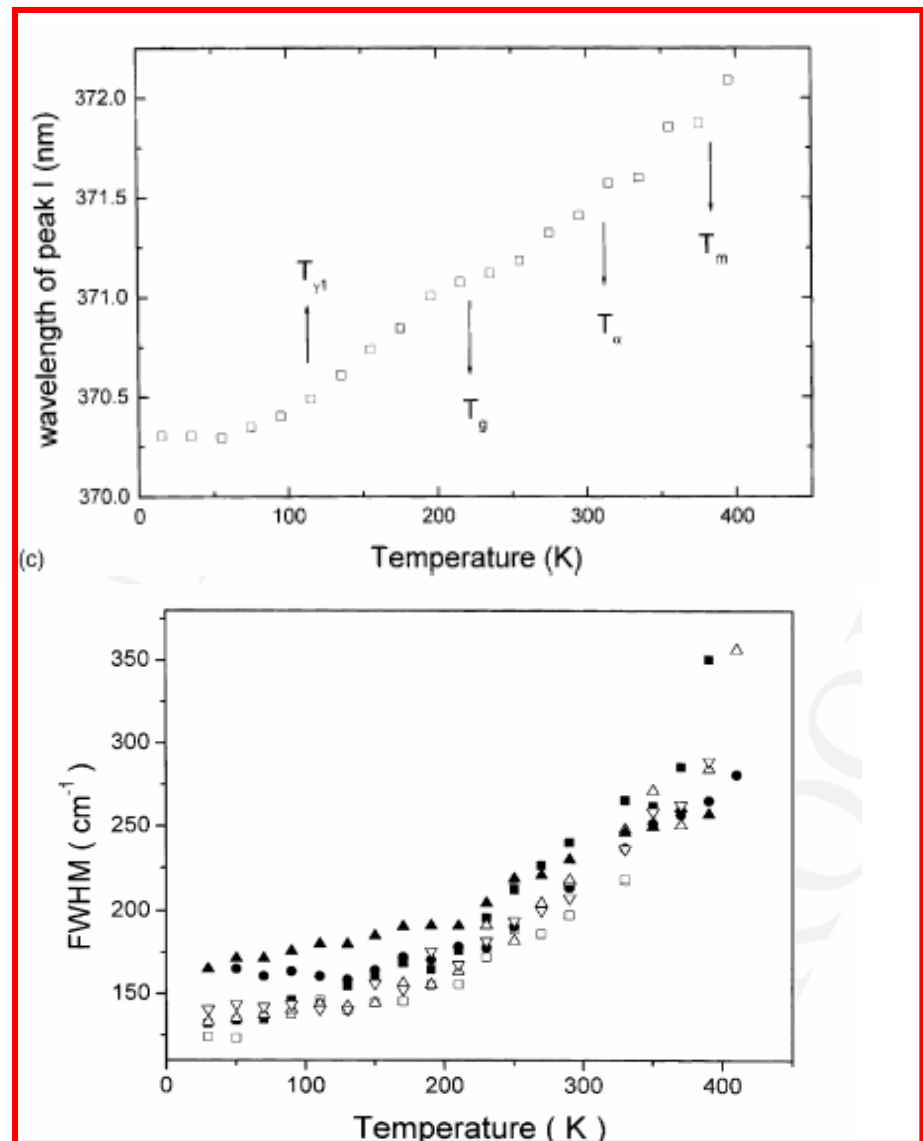 372.0
371.5
371.0
370.5
370.0
wavelength of peak I (nm)
Tγ1
Tg
Tα
Tm
0 100 200 300 400
Temperature (K)
(c)
350
300
250
200
150
FWHM ( cm⁻¹ )
0 100 200 300 400
Temperature ( K )